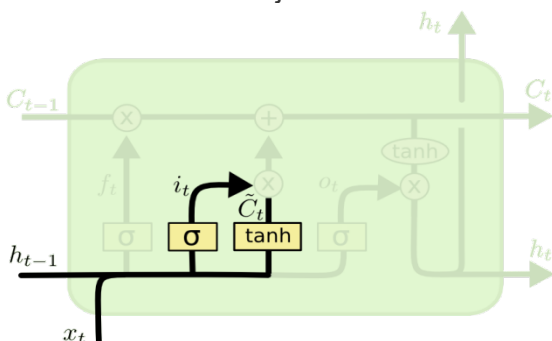 h_t
C_{t-1}
C_t
x
+
tanh
f_t
i_t
x
C̃_t
o_t
x
σ
σ
tanh
σ
h_{t-1}
h_t
x_t